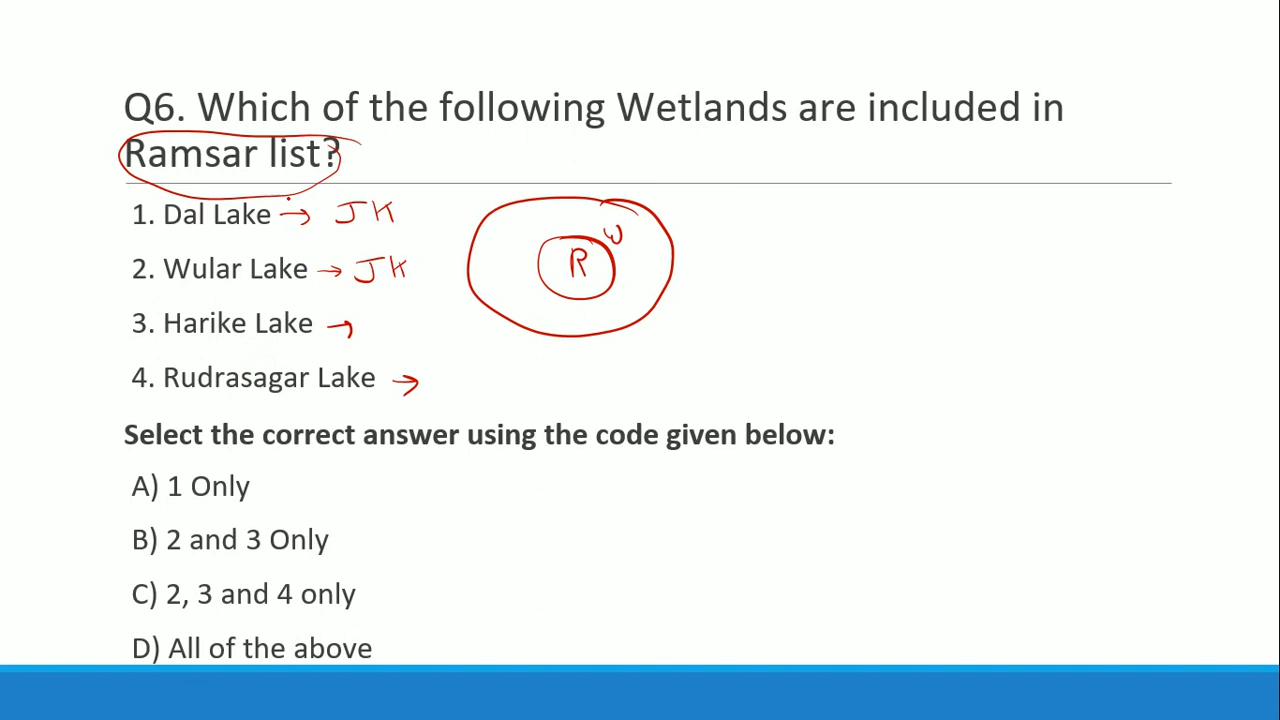 Q6. Which of the following Wetlands are included in
Ramsar list?
1. Dal Lake → JK
2. Wular Lake → JK
3. Harike Lake →
4. Rudrasagar Lake →
W
R
Select the correct answer using the code given below:
A) 1 Only
B) 2 and 3 Only
C) 2, 3 and 4 only
D) All of the above